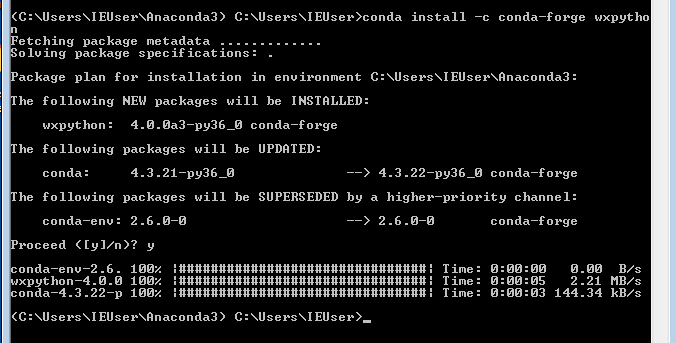 (C:\Users\IEUser\Anaconda3) C:\Users\IEUser>conda install -c conda-forge wxpytho
n
Fetching package metadata .............
Solving package specifications: .
Package plan for installation in environment C:\Users\IEUser\Anaconda3:
The following NEW packages will be INSTALLED:
    wxpython:  4.0.0a3-py36_0 conda-forge
The following packages will be UPDATED:
    conda:     4.3.21-py36_0              --> 4.3.22-py36_0 conda-forge
The following packages will be SUPERSEDED by a higher-priority channel:
    conda-env: 2.6.0-0                    --> 2.6.0-0       conda-forge
Proceed ([y]/n)? y
conda-env-2.6. 100% |###############################| Time: 0:00:00   0.00  B/s
wxpython-4.0.0 100% |###############################| Time: 0:00:05   2.21 MB/s
conda-4.3.22-p 100% |###############################| Time: 0:00:03 144.34 kB/s
(C:\Users\IEUser\Anaconda3) C:\Users\IEUser>_